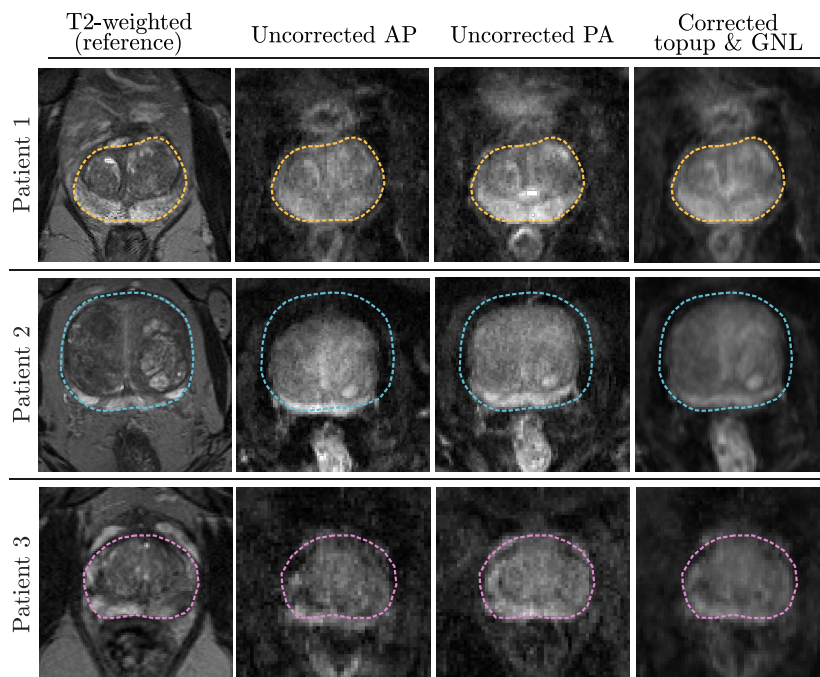 T2-weighted
(reference)
Uncorrected AP
Uncorrected PA
Corrected
topup & GNL
Patient 1
Patient 2
Patient 3